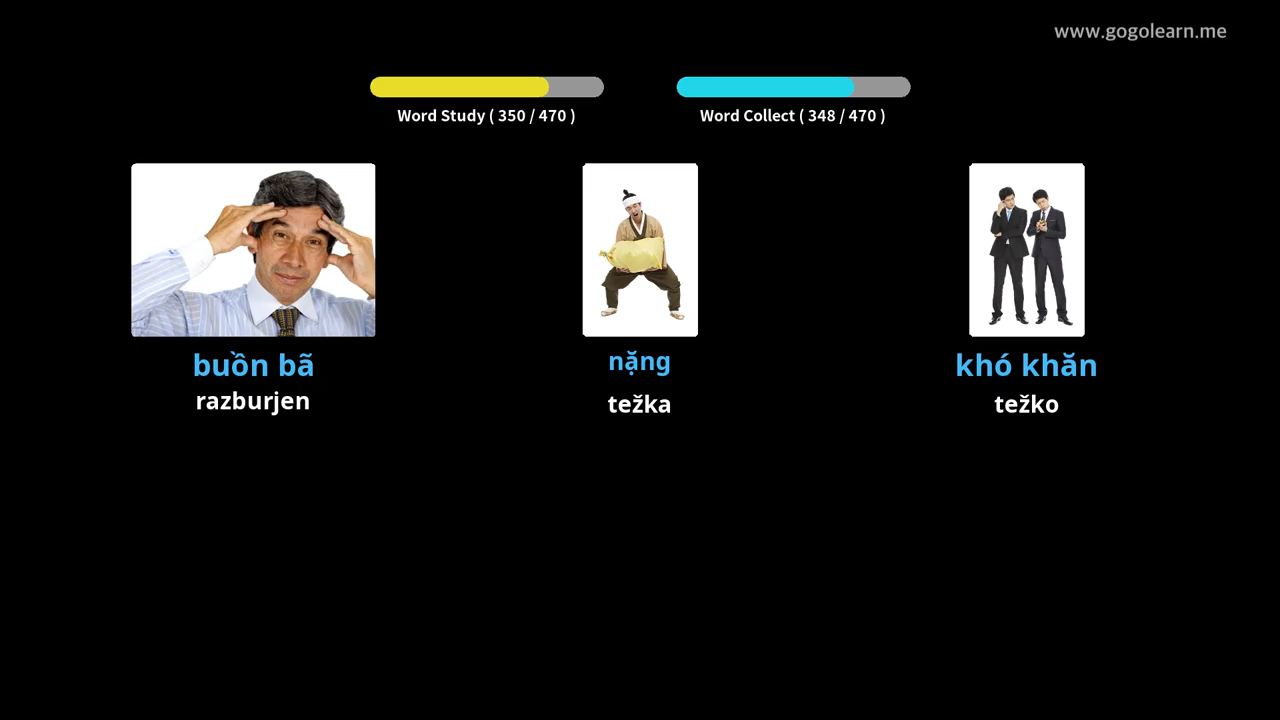 www.gogolearn.me
Word Study ( 350 / 470 )
Word Collect ( 348 / 470 )
buồn bã
razburjen
nặng
težka
khó khăn
težko